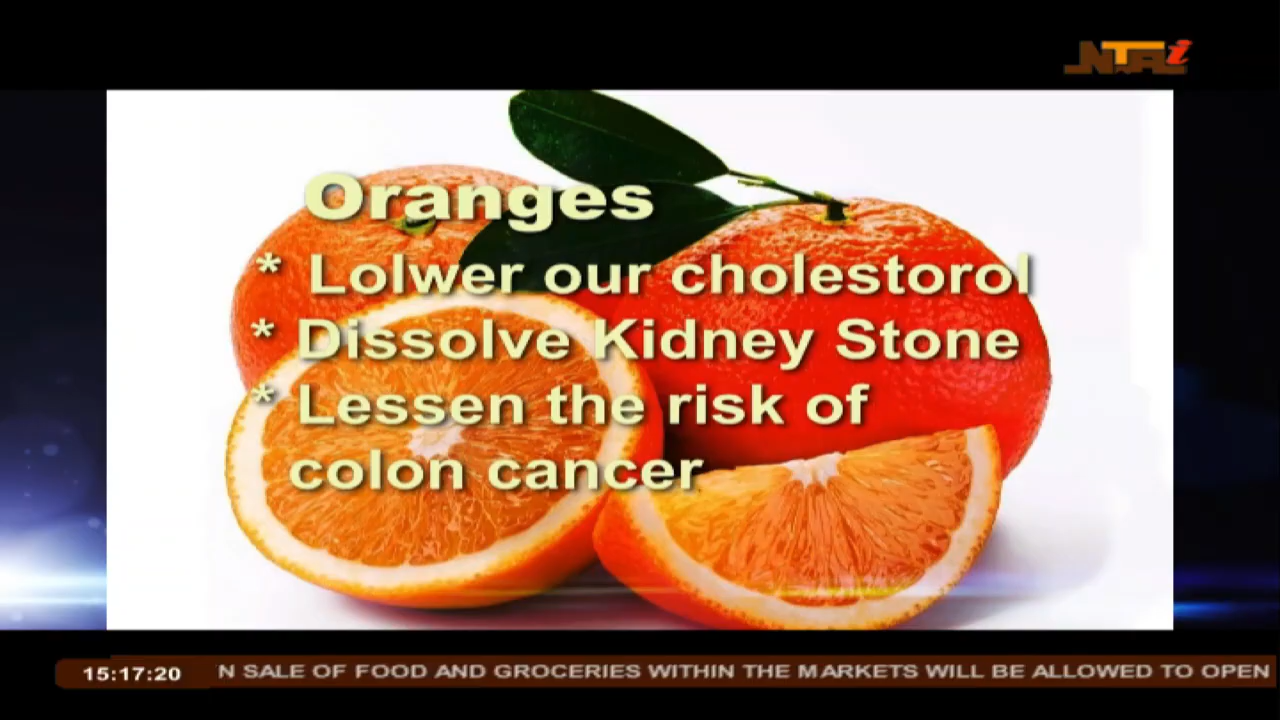 NTAi
Oranges
* Lolwer our cholestorol
* Dissolve Kidney Stone
* Lessen the risk of
colon cancer
15:17:20 N SALE OF FOOD AND GROCERIES WITHIN THE MARKETS WILL BE ALLOWED TO OPEN